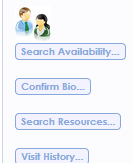 Search Availability...
Confirm Bio...
Search Resources...
Visit History...